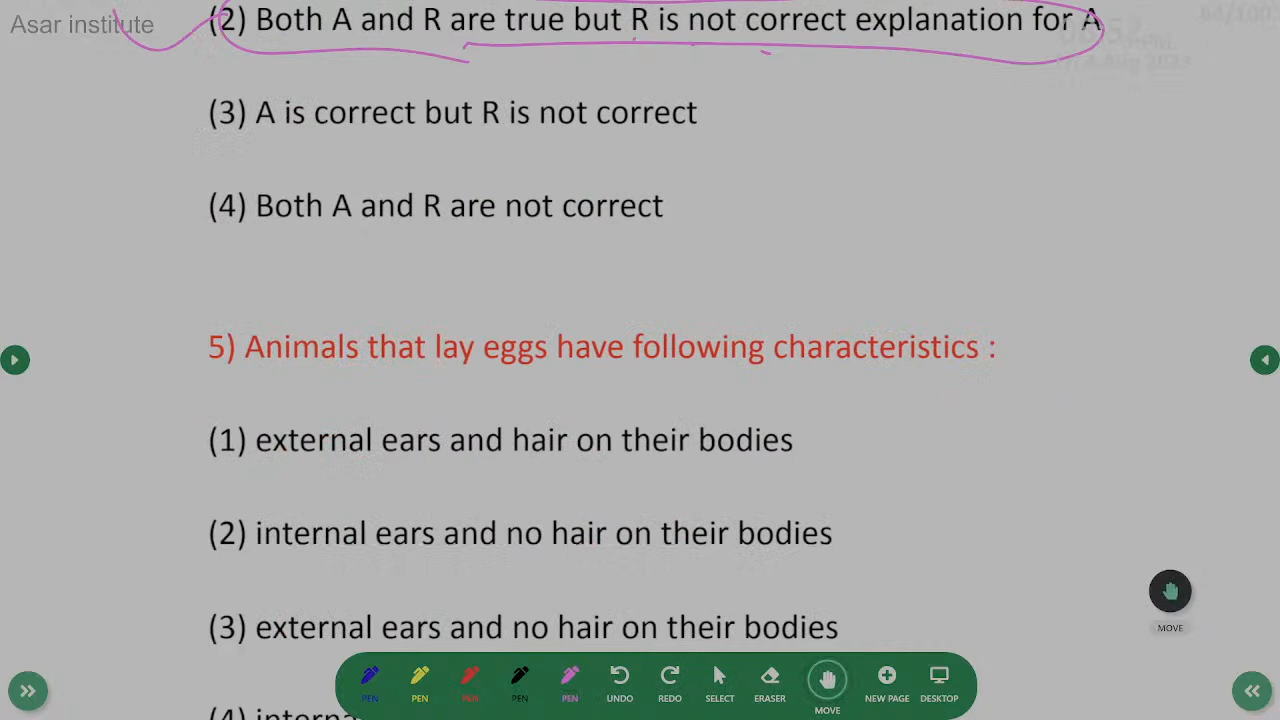 Asar institute
(2) Both A and R are true but R is not correct explanation for A
(3) A is correct but R is not correct
(4) Both A and R are not correct
5) Animals that lay eggs have following characteristics :
(1) external ears and hair on their bodies
(2) internal ears and no hair on their bodies
(3) external ears and no hair on their bodies
MOVE
PEN PEN PEN PEN PEN UNDO REDO SELECT ERASER MOVE NEW PAGE DESKTOP
(4)